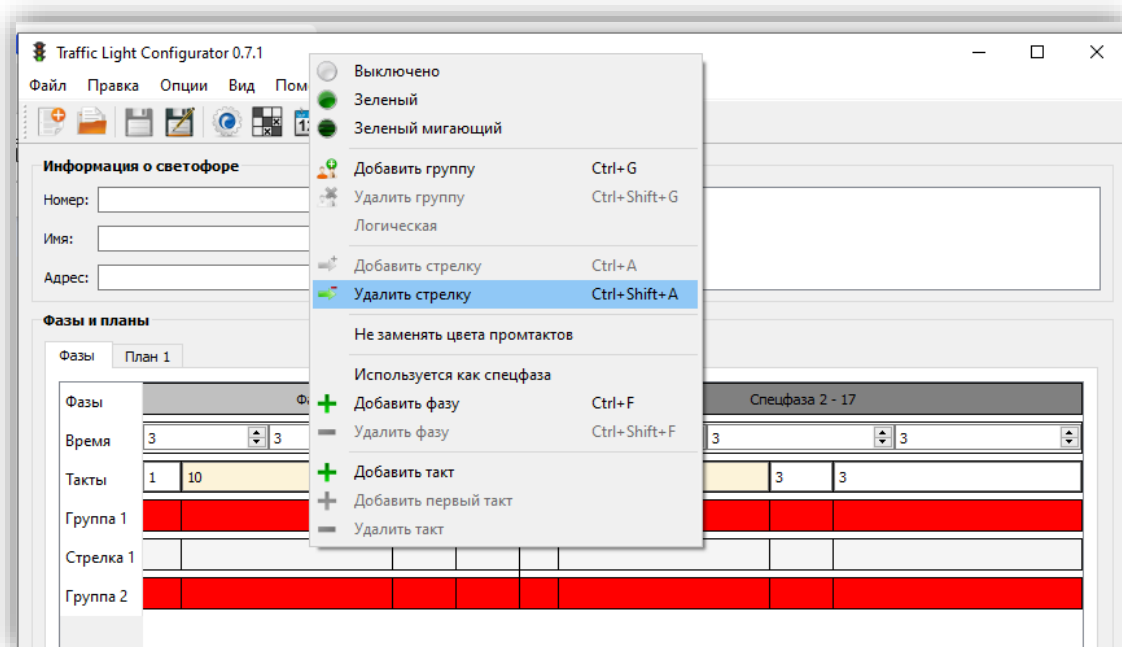 Traffic Light Configurator 0.7.1
Файл Правка Опции Вид Пом
Выключено
Зеленый
Зеленый мигающий
Добавить группу Ctrl+G
Удалить группу Ctrl+Shift+G
Логическая
Добавить стрелку Ctrl+A
Удалить стрелку Ctrl+Shift+A
Не заменять цвета промтактов
Используется как спецфаза
Добавить фазу Ctrl+F
Удалить фазу Ctrl+Shift+F
Добавить такт
Добавить первый такт
Удалить такт
Информация о светофоре
Номер:
Имя:
Адрес:
Фазы и планы
Фазы План 1
Фазы Спецфаза 2 - 17
Время 3 3 3 3
Такты 1 10 3 3
Группа 1
Стрелка 1
Группа 2